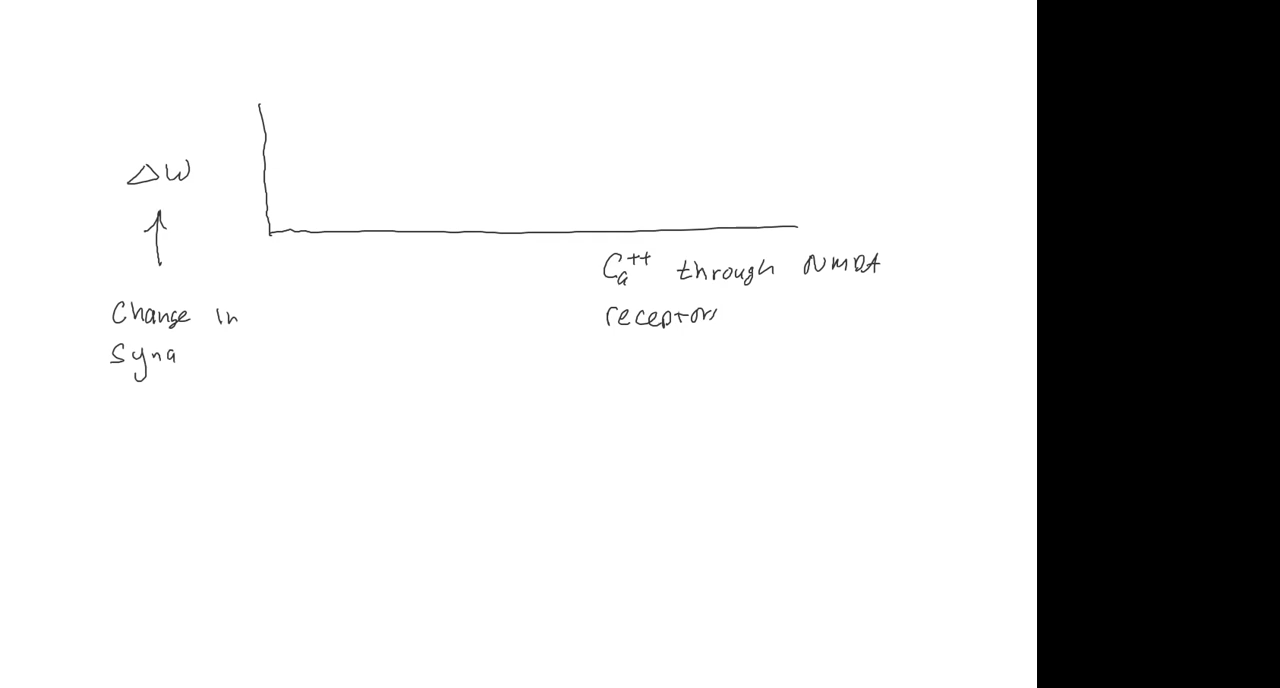 ΔW
Ca++ through NMDA
receptors
Change in
Syna